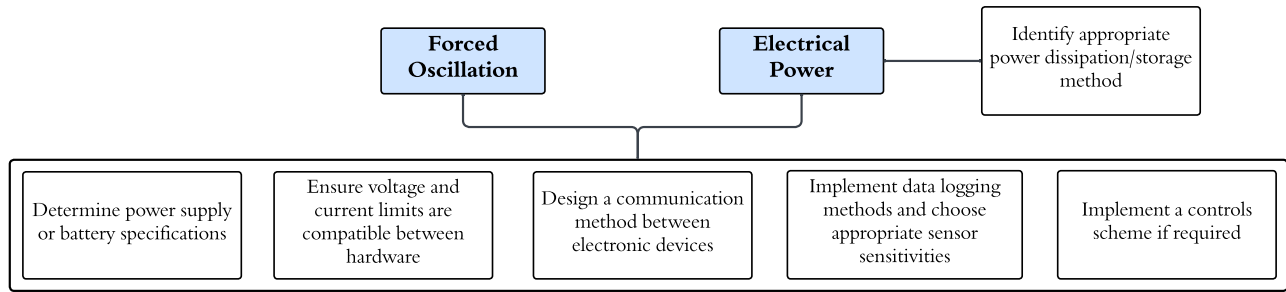 Forced
Oscillation
Electrical
Power
Identify appropriate
power dissipation/storage
method
Determine power supply
or battery specifications
Ensure voltage and
current limits are
compatible between
hardware
Design a communication
method between
electronic devices
Implement data logging
methods and choose
appropriate sensor
sensitivities
Implement a controls
scheme if required